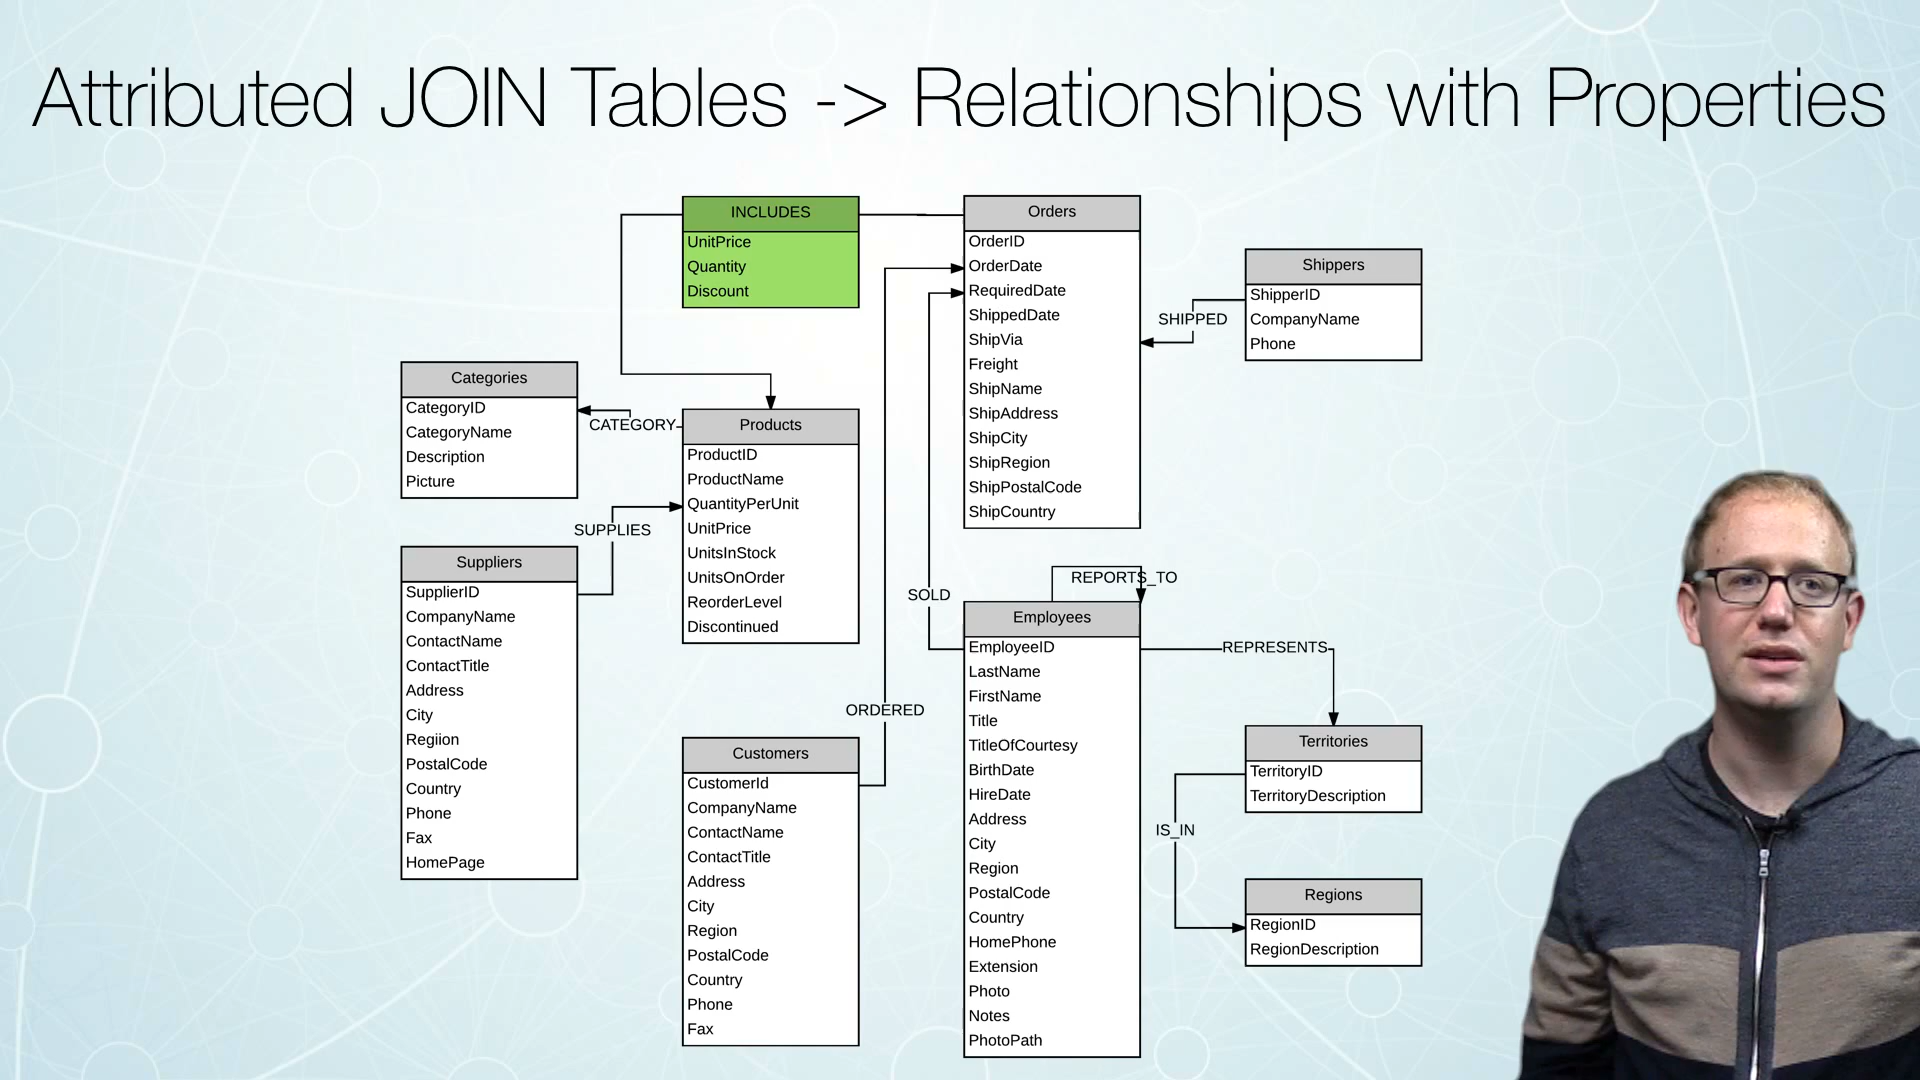 Attributed JOIN Tables -> Relationships with Properties
INCLUDES
UnitPrice
Quantity
Discount
Orders
OrderID
OrderDate
RequiredDate
ShippedDate
ShipVia
Freight
ShipName
ShipAddress
ShipCity
ShipRegion
ShipPostalCode
ShipCountry
Shippers
ShipperID
CompanyName
Phone
SHIPPED
Categories
CategoryID
CategoryName
Description
Picture
CATEGORY
Products
ProductID
ProductName
QuantityPerUnit
UnitPrice
UnitsInStock
UnitsOnOrder
ReorderLevel
Discontinued
SUPPLIES
Suppliers
SupplierID
CompanyName
ContactName
ContactTitle
Address
City
Regiion
PostalCode
Country
Phone
Fax
HomePage
SOLD
REPORTS_TO
Employees
EmployeeID
LastName
FirstName
Title
TitleOfCourtesy
BirthDate
HireDate
Address
City
Region
PostalCode
Country
HomePhone
Extension
Photo
Notes
PhotoPath
REPRESENTS
ORDERED
Customers
CustomerId
CompanyName
ContactName
ContactTitle
Address
City
Region
PostalCode
Country
Phone
Fax
Territories
TerritoryID
TerritoryDescription
IS_IN
Regions
RegionID
RegionDescription